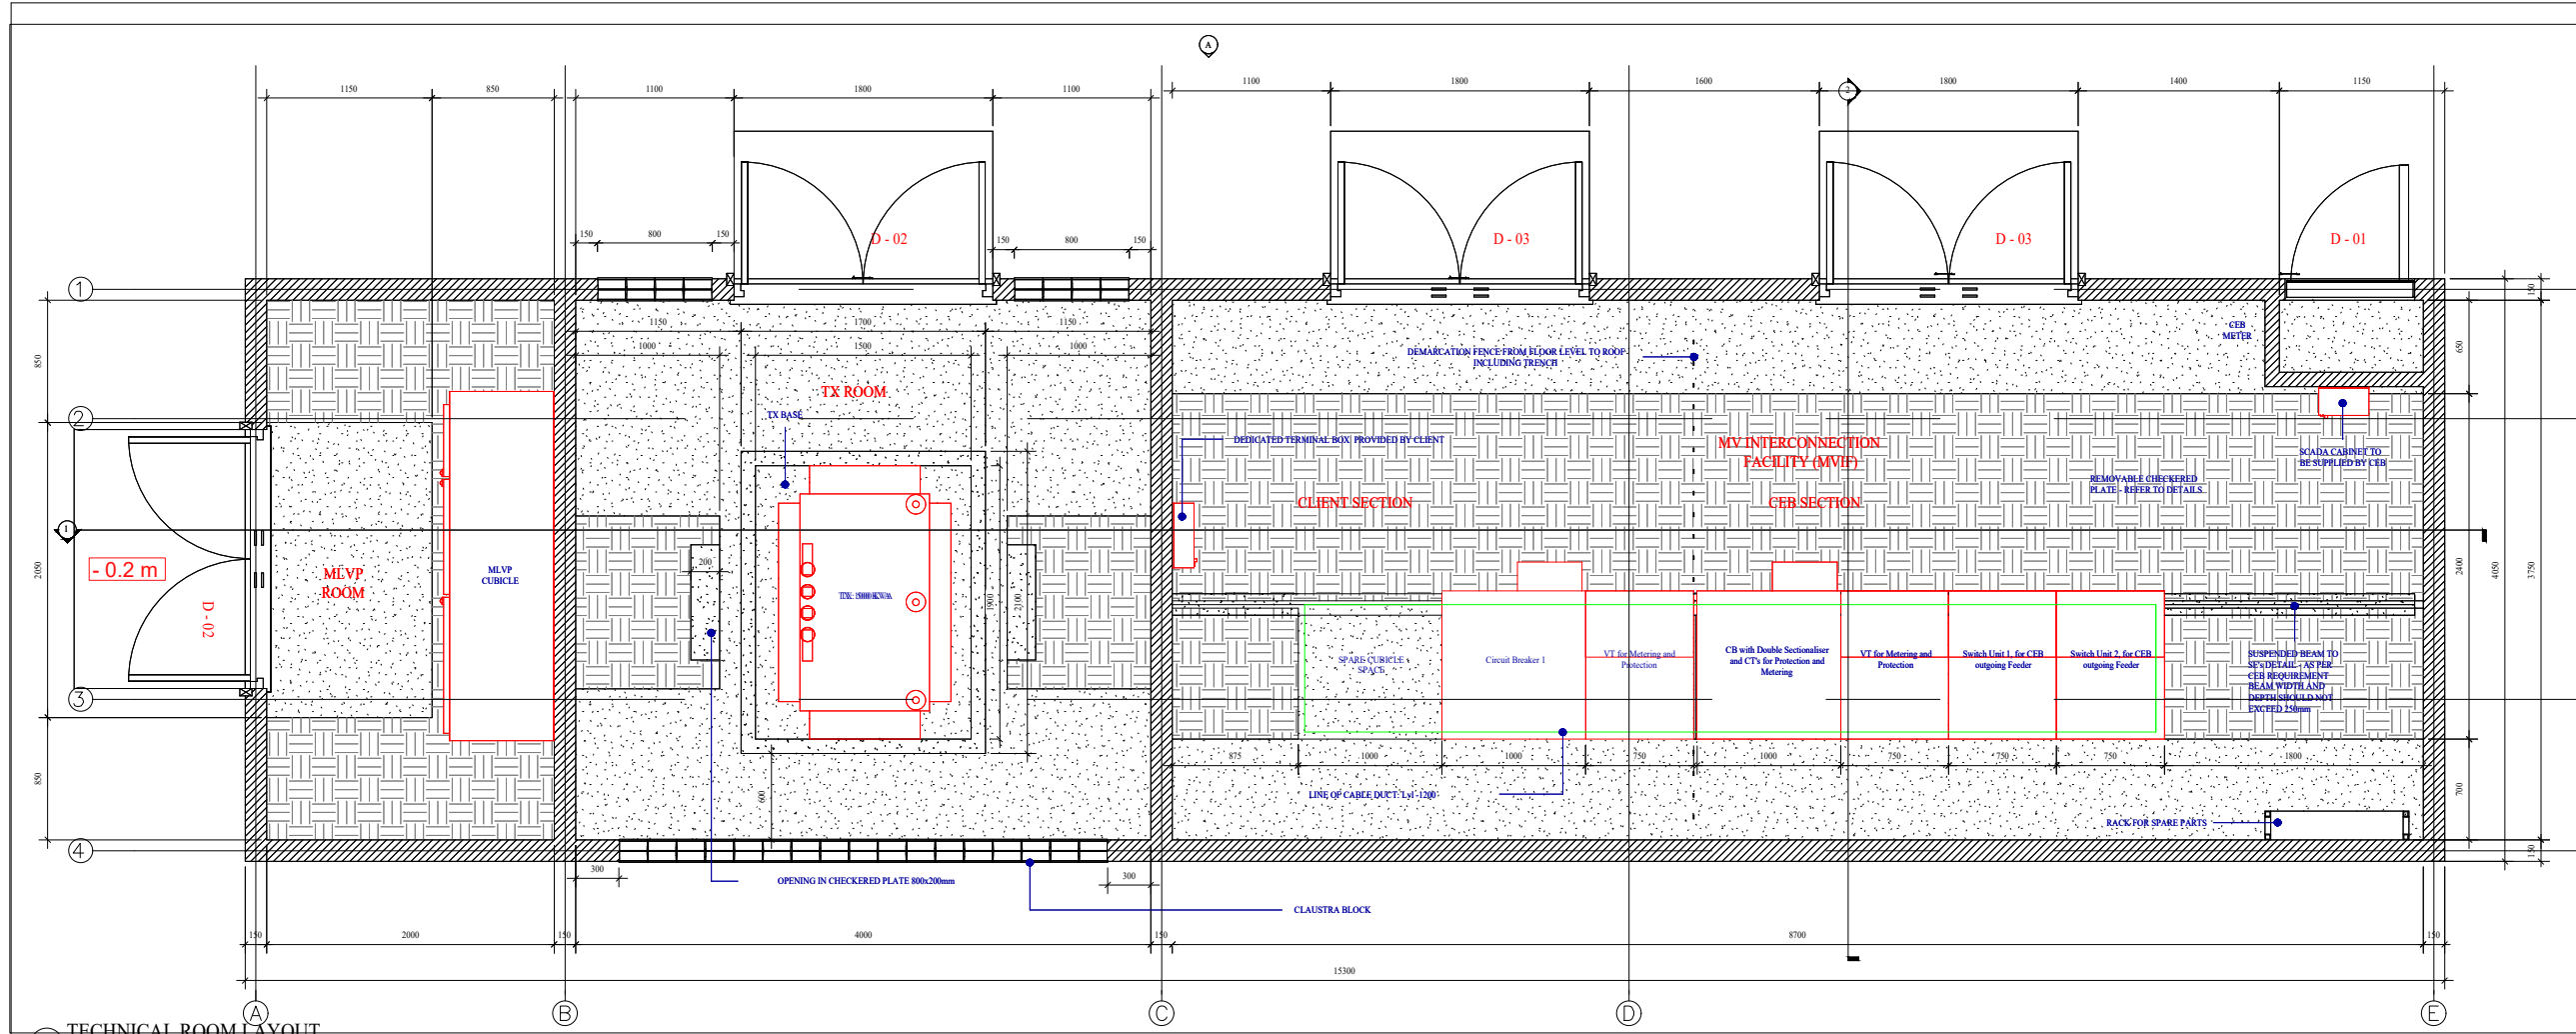 A
1150
850
1100
1800
1100
1100
1800
1600
2
1800
1400
1150
150
800
150
150
800
150
D - 02
D - 03
D - 03
D - 01
1
1150
1700
1150
1000
1500
1000
TX ROOM
TX BASE
DEMARCATION FENCE FROM FLOOR LEVEL TO ROOF
INCLUDING TRENCH
CEB
METER
150
650
850
2
DEDICATED TERMINAL BOX PROVIDED BY CLIENT
MV INTERCONNECTION
FACILITY (MVIF)
CLIENT SECTION
CEB SECTION
REMOVABLE CHECKERED
PLATE - REFER TO DETAILS
SCADA CABINET TO
BE SUPPLIED BY CEB
1
- 0.2 m
D - 02
2050
MLVP
ROOM
MLVP
CUBICLE
200
1900
2100
2400
4050
3750
SPARE CUBICLE
SPACE
Circuit Breaker 1
VT for Metering and
Protection
CB with Double Sectionaliser
and CT's for Protection and
Metering
VT for Metering and
Protection
Switch Unit 1, for CEB
outgoing Feeder
Switch Unit 2, for CEB
outgoing Feeder
SUSPENDED BEAM TO
SE's DETAIL - AS PER
CEB REQUIREMENT
BEAM WIDTH AND
DEPTH SHOULD NOT
EXCEED 250mm
3
850
600
875
1000
1000
750
1000
750
750
750
1800
700
LINE OF CABLE DUCT: Lvl -1200
RACK FOR SPARE PARTS
4
150
300
OPENING IN CHECKERED PLATE 800x200mm
300
CLAUSTRA BLOCK
150
2000
150
4000
150
8700
150
15300
A
B
C
D
E
TECHNICAL ROOM LAYOUT